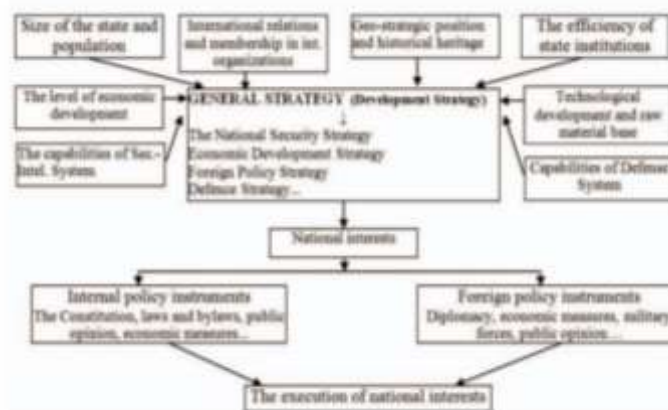 Size of the state and
population
International relations
and membership in int.
organizations
Geo-strategic position
and historical heritage
The efficiency of
state institutions
The level of economic
development
GENERAL STRATEGY (Development Strategy)
↓
The National Security Strategy
Economic Development Strategy
Foreign Policy Strategy
Defence Strategy...
Technological
development and raw
material base
The capabilities of Sec.-
Intel. System
Capabilities of Defense
System
National interests
Internal policy instruments
The Constitution, laws and bylaws, public
opinion, economic measures...
Foreign policy instruments
Diplomacy, economic measures, military
forces, public opinion....
The execution of national interests